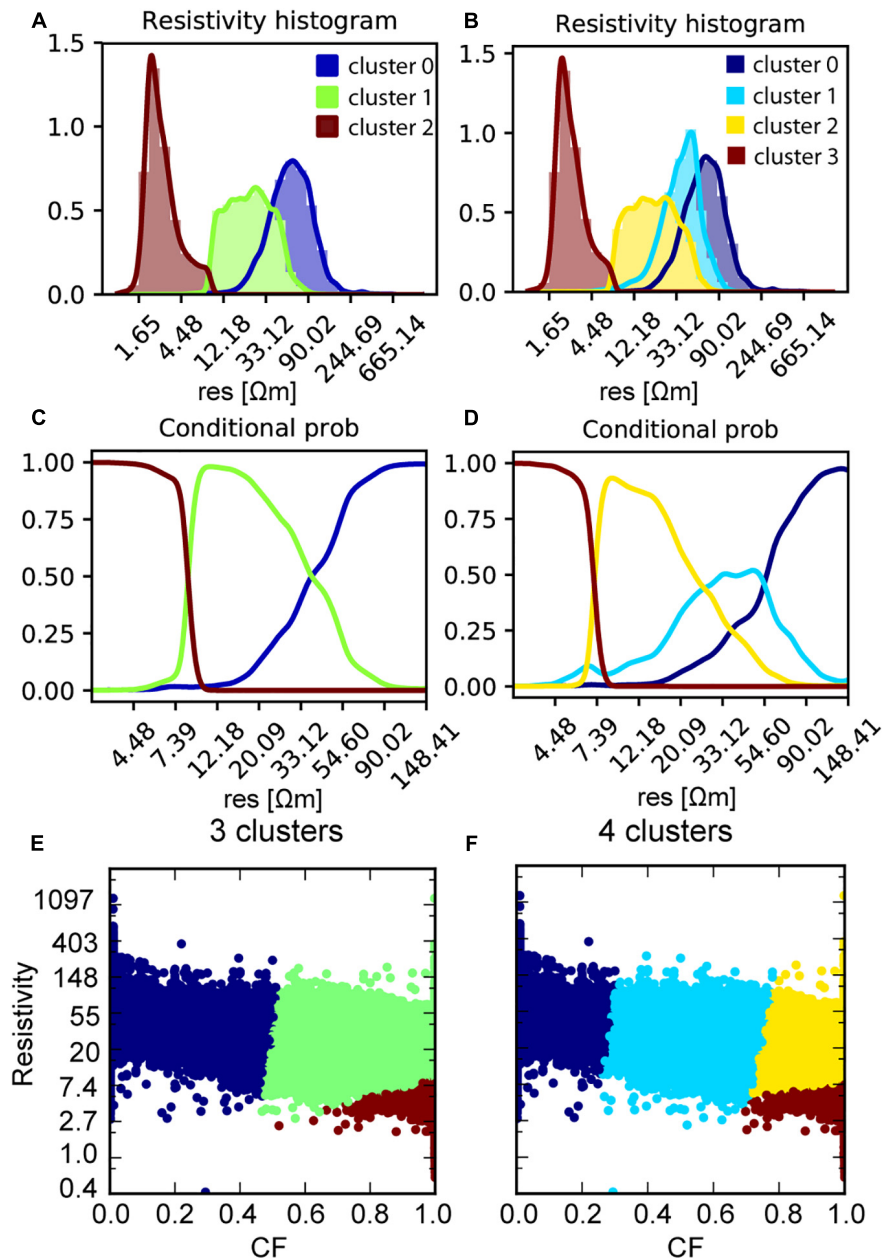 A
Resistivity histogram
1.5
1.0
0.5
0.0
cluster 0
cluster 1
cluster 2
1.65
4.48
12.18
33.12
90.02
244.69
665.14
res [Ωm]
B
Resistivity histogram
1.5
1.0
0.5
0.0
cluster 0
cluster 1
cluster 2
cluster 3
1.65
4.48
12.18
33.12
90.02
244.69
665.14
res [Ωm]
C
Conditional prob
1.00
0.75
0.50
0.25
0.00
4.48
7.39
12.18
20.09
33.12
54.60
90.02
148.41
res [Ωm]
D
Conditional prob
1.00
0.75
0.50
0.25
0.00
4.48
7.39
12.18
20.09
33.12
54.60
90.02
148.41
res [Ωm]
E
3 clusters
Resistivity
1097
403
148
55
20
7.4
2.7
1.0
0.4
0.0
0.2
0.4
0.6
0.8
1.0
CF
F
4 clusters
0.0
0.2
0.4
0.6
0.8
1.0
CF